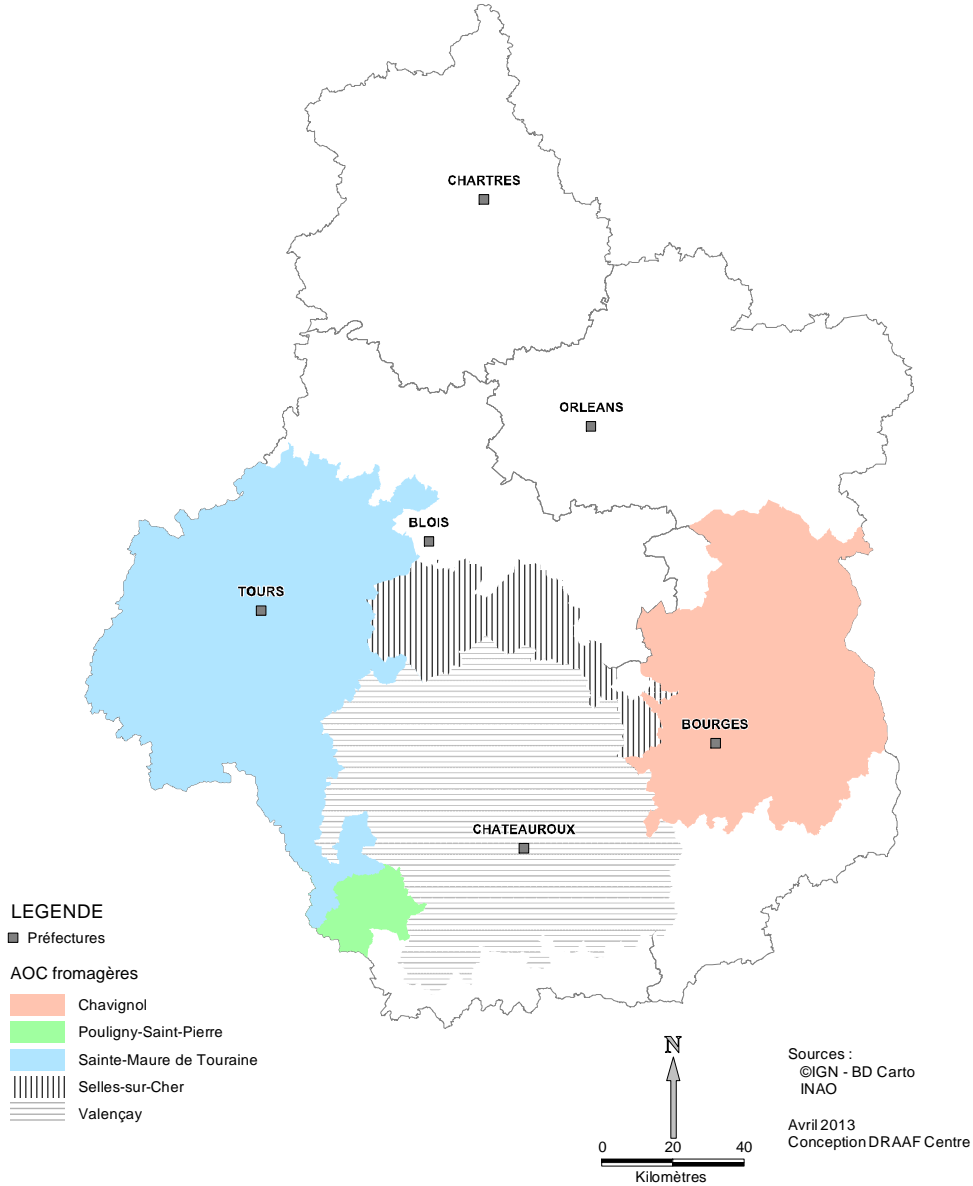 CHARTRES
ORLEANS
BLOIS
TOURS
BOURGES
CHATEAUROUX
LEGENDE
Préfectures
AOC fromagères
Chavignol
Pouligny-Saint-Pierre
Sainte-Maure de Touraine
Selles-sur-Cher
Valençay
N
0 20 40
Kilomètres
Sources :
©IGN - BD Carto
INAO
Avril 2013
Conception DRAAF Centre